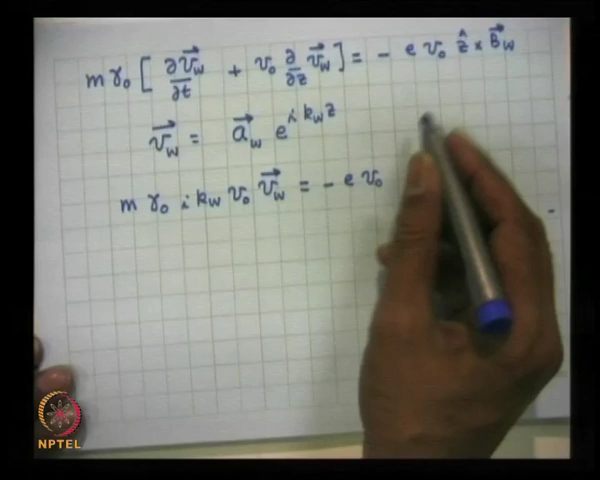 m γ₀ [ ∂v⃗_w/∂t + v₀ ∂/∂z v⃗_w ] = - e v₀ ẑ × B⃗_w
v⃗_w = a⃗_w e^{i k_w z}
m γ₀ i k_w v₀ v⃗_w = - e v₀
NPTEL